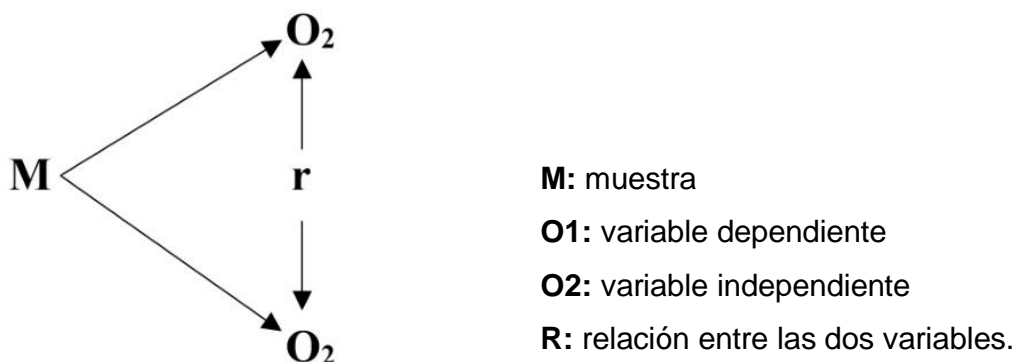 O₂
M
r
O₂
M: muestra
O1: variable dependiente
O2: variable independiente
R: relación entre las dos variables.